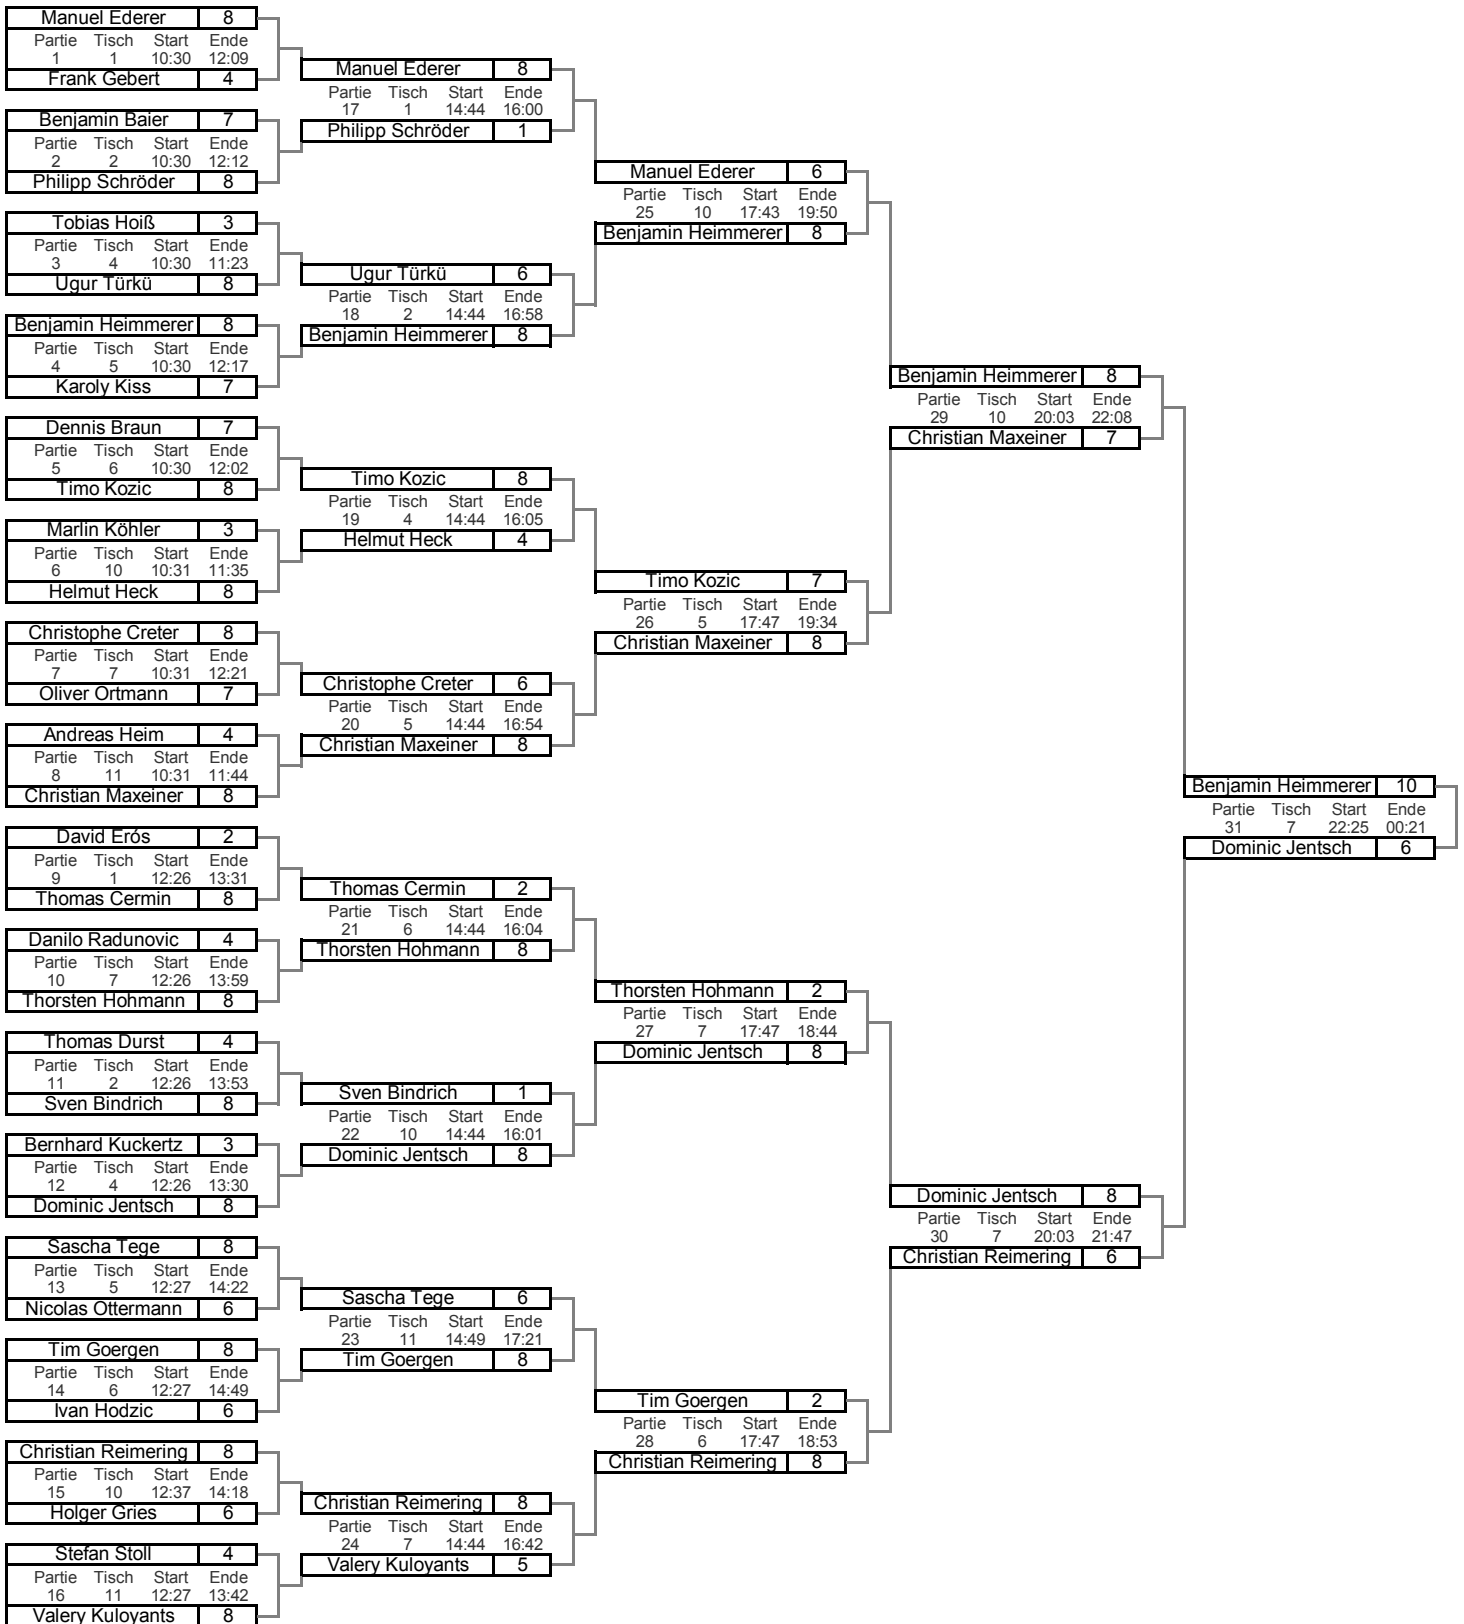 Manuel Ederer 8
Partie Tisch Start Ende
1 1 10:30 12:09
Frank Gebert 4
Benjamin Baier 7
Partie Tisch Start Ende
2 2 10:30 12:12
Philipp Schröder 8
Tobias Hoiß 3
Partie Tisch Start Ende
3 4 10:30 11:23
Ugur Türkü 8
Benjamin Heimmerer 8
Partie Tisch Start Ende
4 5 10:30 12:17
Karoly Kiss 7
Dennis Braun 7
Partie Tisch Start Ende
5 6 10:30 12:02
Timo Kozic 8
Marlin Köhler 3
Partie Tisch Start Ende
6 10 10:31 11:35
Helmut Heck 8
Christophe Creter 8
Partie Tisch Start Ende
7 7 10:31 12:21
Oliver Ortmann 7
Andreas Heim 4
Partie Tisch Start Ende
8 11 10:31 11:44
Christian Maxeiner 8
David Erós 2
Partie Tisch Start Ende
9 1 12:26 13:31
Thomas Cermin 8
Danilo Radunovic 4
Partie Tisch Start Ende
10 7 12:26 13:59
Thorsten Hohmann 8
Thomas Durst 4
Partie Tisch Start Ende
11 2 12:26 13:53
Sven Bindrich 8
Bernhard Kuckertz 3
Partie Tisch Start Ende
12 4 12:26 13:30
Dominic Jentsch 8
Sascha Tege 8
Partie Tisch Start Ende
13 5 12:27 14:22
Nicolas Ottermann 6
Tim Goergen 8
Partie Tisch Start Ende
14 6 12:27 14:49
Ivan Hodzic 6
Christian Reimering 8
Partie Tisch Start Ende
15 10 12:37 14:18
Holger Gries 6
Stefan Stoll 4
Partie Tisch Start Ende
16 11 12:27 13:42
Valery Kuloyants 8
Manuel Ederer 8
Partie Tisch Start Ende
17 1 14:44 16:00
Philipp Schröder 1
Ugur Türkü 6
Partie Tisch Start Ende
18 2 14:44 16:58
Benjamin Heimmerer 8
Timo Kozic 8
Partie Tisch Start Ende
19 4 14:44 16:05
Helmut Heck 4
Christophe Creter 6
Partie Tisch Start Ende
20 5 14:44 16:54
Christian Maxeiner 8
Thomas Cermin 2
Partie Tisch Start Ende
21 6 14:44 16:04
Thorsten Hohmann 8
Sven Bindrich 1
Partie Tisch Start Ende
22 10 14:44 16:01
Dominic Jentsch 8
Sascha Tege 6
Partie Tisch Start Ende
23 11 14:49 17:21
Tim Goergen 8
Christian Reimering 8
Partie Tisch Start Ende
24 7 14:44 16:42
Valery Kuloyants 5
Manuel Ederer 6
Partie Tisch Start Ende
25 10 17:43 19:50
Benjamin Heimmerer 8
Timo Kozic 7
Partie Tisch Start Ende
26 5 17:47 19:34
Christian Maxeiner 8
Thorsten Hohmann 2
Partie Tisch Start Ende
27 7 17:47 18:44
Dominic Jentsch 8
Tim Goergen 2
Partie Tisch Start Ende
28 6 17:47 18:53
Christian Reimering 8
Benjamin Heimmerer 8
Partie Tisch Start Ende
29 10 20:03 22:08
Christian Maxeiner 7
Dominic Jentsch 8
Partie Tisch Start Ende
30 7 20:03 21:47
Christian Reimering 6
Benjamin Heimmerer 10
Partie Tisch Start Ende
31 7 22:25 00:21
Dominic Jentsch 6